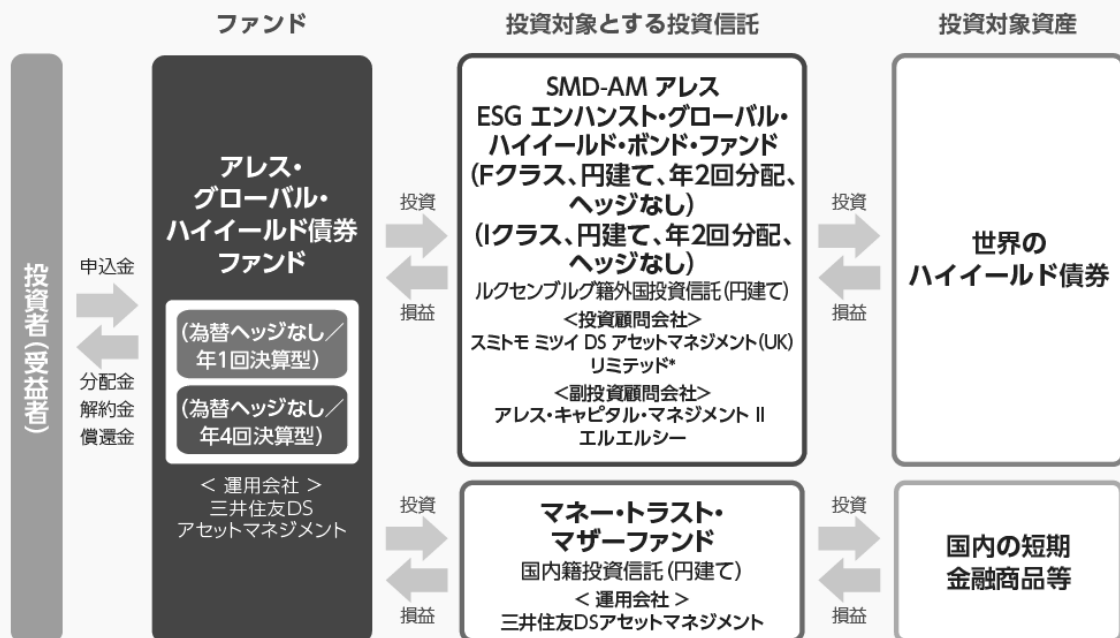 ファンド
投資対象とする投資信託
投資対象資産
投資者(受益者)
申込金
分配金
解約金
償還金
アレス・
グローバル・
ハイイールド債券
ファンド
(為替ヘッジなし／
年1回決算型)
(為替ヘッジなし／
年4回決算型)
< 運用会社 >
三井住友DS
アセットマネジメント
投資
損益
SMD-AM アレス
ESG エンハンスト・グローバル・
ハイイールド・ボンド・ファンド
(Fクラス、円建て、年2回分配、
ヘッジなし)
(Iクラス、円建て、年2回分配、
ヘッジなし)
ルクセンブルグ籍外国投資信託(円建て)
<投資顧問会社>
スミトモ ミツイ DS アセットマネジメント(UK)
リミテッド*
<副投資顧問会社>
アレス・キャピタル・マネジメント II
エルエルシー
投資
損益
世界の
ハイイールド債券
投資
損益
マネー・トラスト・
マザーファンド
国内籍投資信託(円建て)
< 運用会社 >
三井住友DSアセットマネジメント
投資
損益
国内の短期
金融商品等